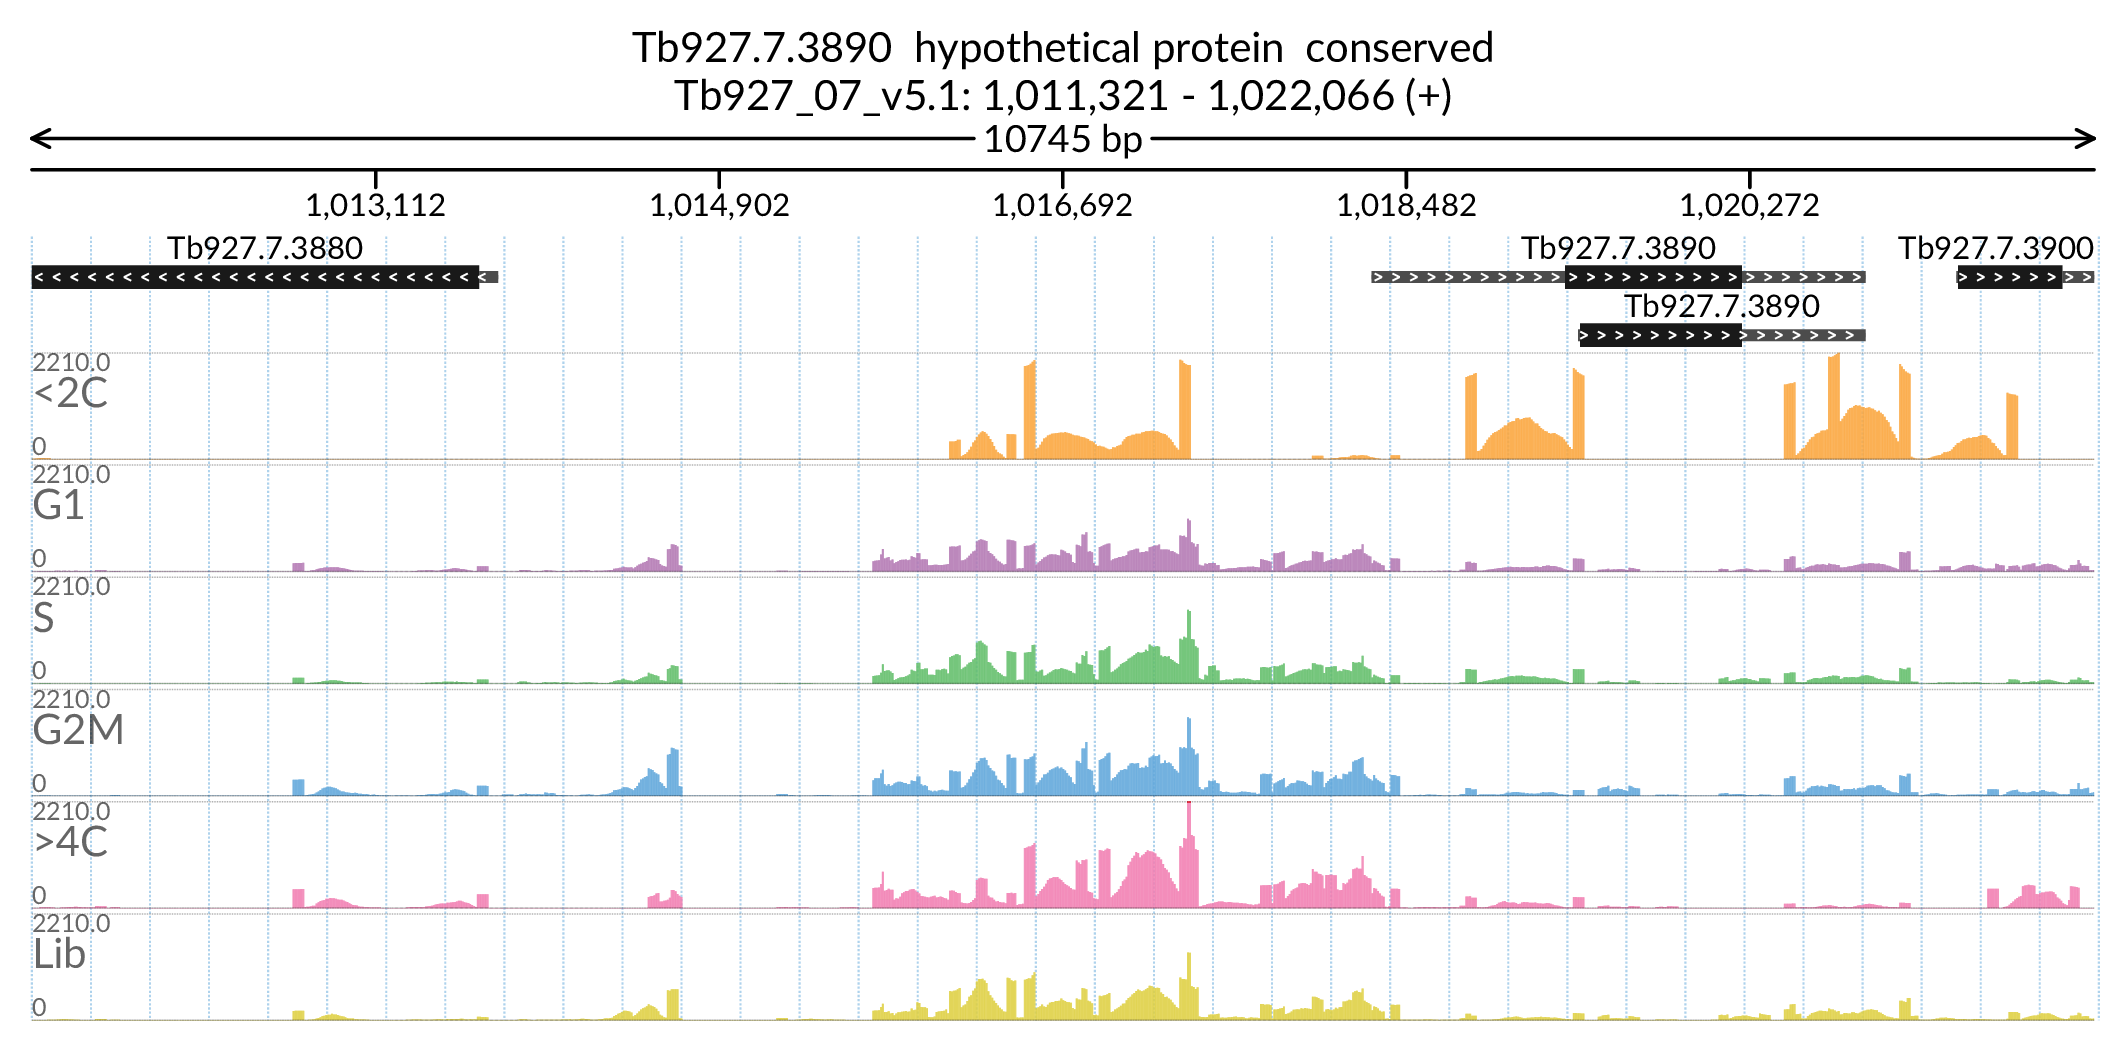 Tb927.7.3890  hypothetical protein  conserved
Tb927_07_v5.1: 1,011,321 - 1,022,066 (+)
10745 bp
1,013,112 1,014,902 1,016,692 1,018,482 1,020,272
Tb927.7.3880 Tb927.7.3890 Tb927.7.3900
Tb927.7.3890
2210.0
<2C
0
2210.0
G1
0
2210.0
S
0
2210.0
G2M
0
2210.0
>4C
0
2210.0
Lib
0